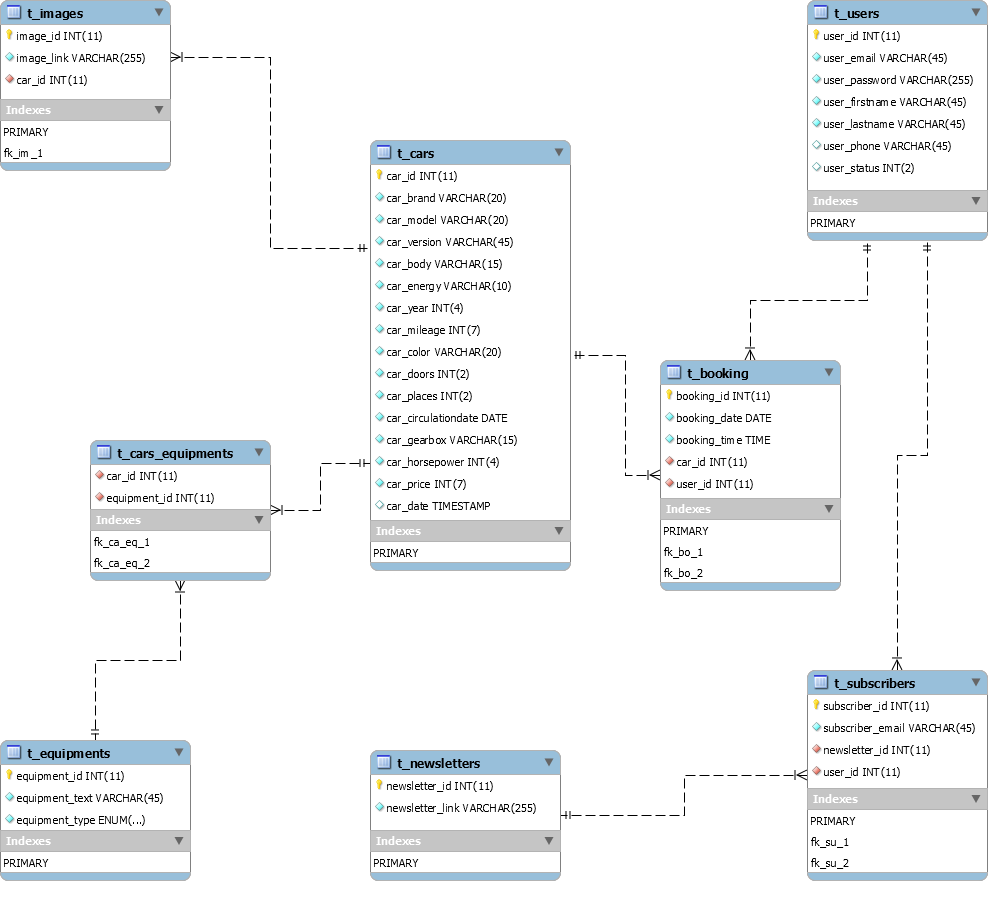 t_images
image_id INT(11)
image_link VARCHAR(255)
car_id INT(11)
Indexes
PRIMARY
fk_im_1
t_users
user_id INT(11)
user_email VARCHAR(45)
user_password VARCHAR(255)
user_firstname VARCHAR(45)
user_lastname VARCHAR(45)
user_phone VARCHAR(45)
user_status INT(2)
Indexes
PRIMARY
t_cars
car_id INT(11)
car_brand VARCHAR(20)
car_model VARCHAR(20)
car_version VARCHAR(45)
car_body VARCHAR(15)
car_energy VARCHAR(10)
car_year INT(4)
car_mileage INT(7)
car_color VARCHAR(20)
car_doors INT(2)
car_places INT(2)
car_circulationdate DATE
car_gearbox VARCHAR(15)
car_horsepower INT(4)
car_price INT(7)
car_date TIMESTAMP
Indexes
PRIMARY
t_booking
booking_id INT(11)
booking_date DATE
booking_time TIME
car_id INT(11)
user_id INT(11)
Indexes
PRIMARY
fk_bo_1
fk_bo_2
t_cars_equipments
car_id INT(11)
equipment_id INT(11)
Indexes
fk_ca_eq_1
fk_ca_eq_2
t_equipments
equipment_id INT(11)
equipment_text VARCHAR(45)
equipment_type ENUM(...)
Indexes
PRIMARY
t_newsletters
newsletter_id INT(11)
newsletter_link VARCHAR(255)
Indexes
PRIMARY
t_subscribers
subscriber_id INT(11)
subscriber_email VARCHAR(45)
newsletter_id INT(11)
user_id INT(11)
Indexes
PRIMARY
fk_su_1
fk_su_2